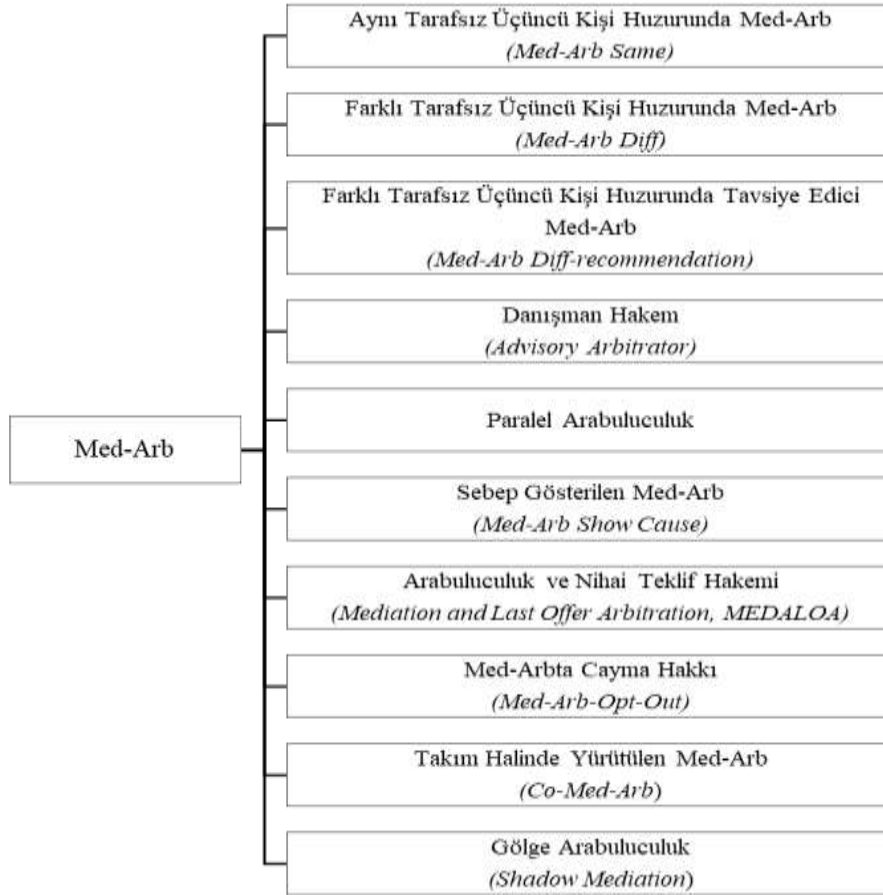 Aynı Tarafsız Üçüncü Kişi Huzurunda Med-Arb
(Med-Arb Same)
Farklı Tarafsız Üçüncü Kişi Huzurunda Med-Arb
(Med-Arb Diff)
Farklı Tarafsız Üçüncü Kişi Huzurunda Tavsiye Edici
Med-Arb
(Med-Arb Diff-recommendation)
Danışman Hakem
(Advisory Arbitrator)
Med-Arb
Paralel Arabuluculuk
Sebep Gösterilen Med-Arb
(Med-Arb Show Cause)
Arabuluculuk ve Nihai Teklif Hakemi
(Mediation and Last Offer Arbitration, MEDALOA)
Med-Arbta Cayma Hakkı
(Med-Arb-Opt-Out)
Takım Halinde Yürütülen Med-Arb
(Co-Med-Arb)
Gölge Arabuluculuk
(Shadow Mediation)